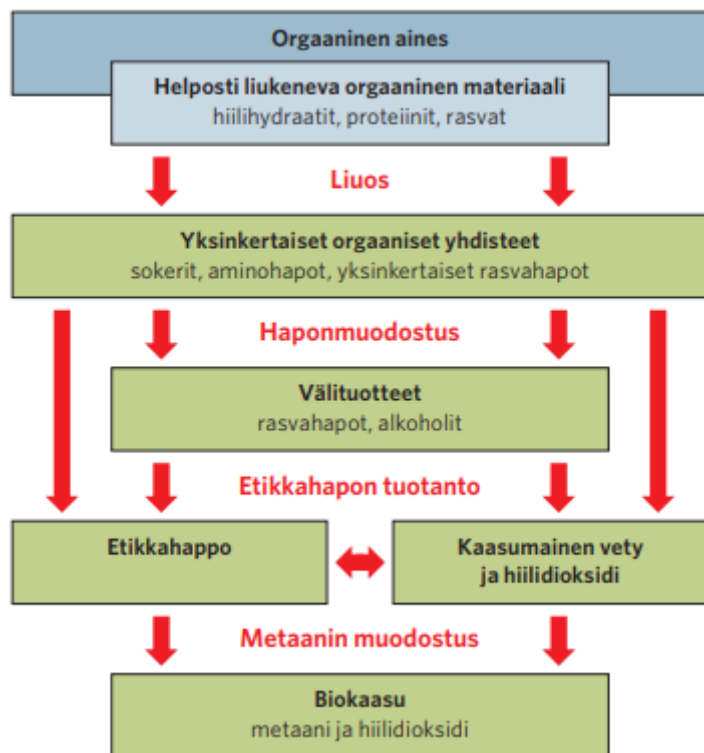 Orgaaninen aines
Helposti liukeneva orgaaninen materiaali
hiilihydraatit, proteiinit, rasvat
Liuos
Yksinkertaiset orgaaniset yhdisteet
sokerit, aminohapot, yksinkertaiset rasvahapot
Haponmuodostus
Välituotteet
rasvahapot, alkoholit
Etikkahapon tuotanto
Etikkahappo
Kaasumainen vety
ja hiilidioksidi
Metaanin muodostus
Biokaasu
metaani ja hiilidioksidi